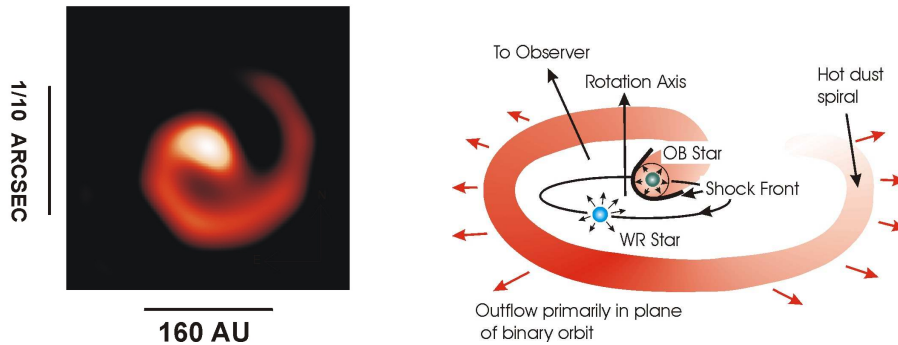 1/10 ARCSEC
160 AU
To Observer
Rotation Axis
Hot dust
spiral
OB Star
Shock Front
WR Star
Outflow primarily in plane
of binary orbit